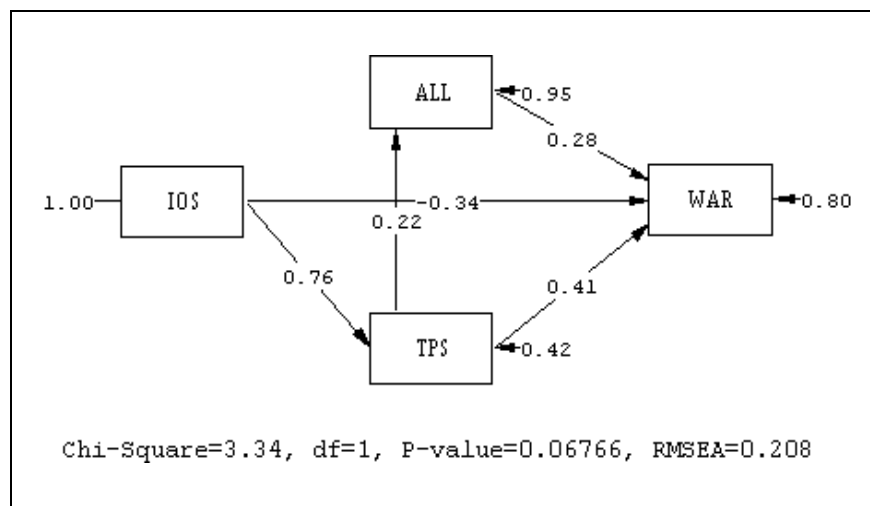 ALL
0.95
0.28
1.00
IOS
-0.34
WAR
0.80
0.22
0.76
0.41
TPS
0.42
Chi-Square=3.34, df=1, P-value=0.06766, RMSEA=0.208